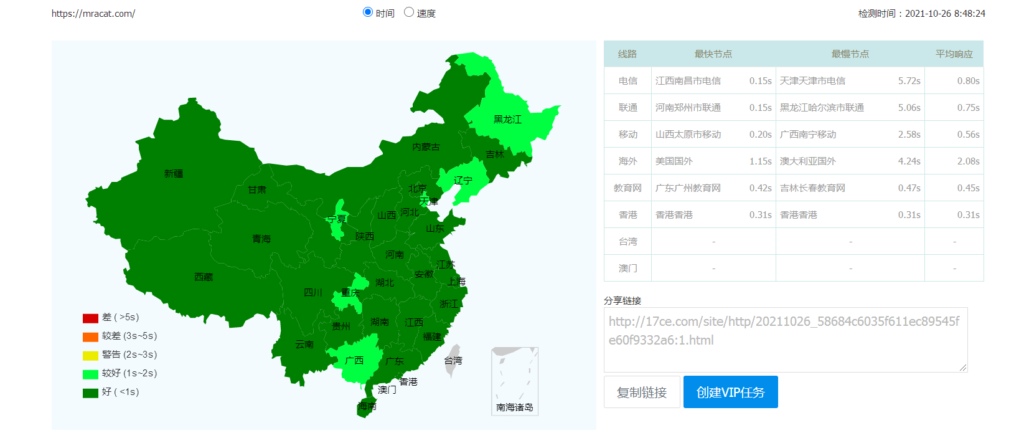 https://mracat.com/
时间 速度
检测时间：2021-10-26 8:48:24
黑龙江
内蒙古
吉林
新疆
辽宁
甘肃
北京
天津
宁夏
山西
河北
山东
青海
陕西
河南
西藏
江苏
安徽
上海
四川
重庆
湖北
浙江
贵州
湖南
江西
福建
云南
广西
广东
台湾
香港
澳门
海南
南海诸岛
差 ( >5s)
较差 (3s~5s)
警告 (2s~3s)
较好 (1s~2s)
好 ( <1s)
线路 最快节点 最慢节点 平均响应
电信 江西南昌市电信 0.15s 天津天津市电信 5.72s 0.80s
联通 河南郑州市联通 0.15s 黑龙江哈尔滨市联通 5.06s 0.75s
移动 山西太原市移动 0.20s 广西南宁移动 2.58s 0.56s
海外 美国国外 1.15s 澳大利亚国外 4.24s 2.08s
教育网 广东广州教育网 0.42s 吉林长春教育网 0.47s 0.45s
香港 香港香港 0.31s 香港香港 0.31s 0.31s
台湾 - - -
澳门 - - -
分享链接
http://17ce.com/site/http/20211026_58684c6035f611ec89545f
e60f9332a6:1.html
复制链接 创建VIP任务